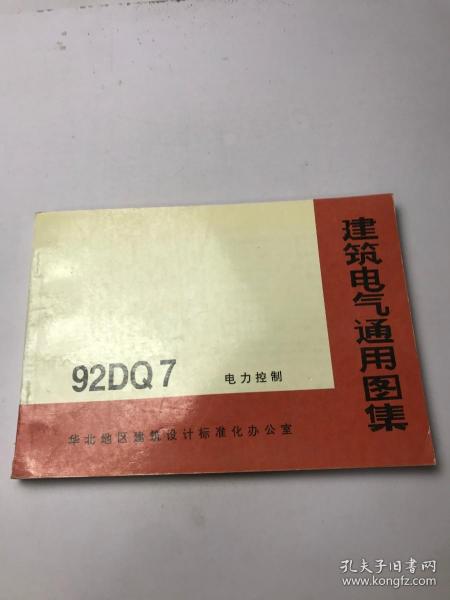 建筑电气通用图集
92DQ7 电力控制
华北地区建筑设计标准化办公室
孔夫子旧书网
www.kongfz.com